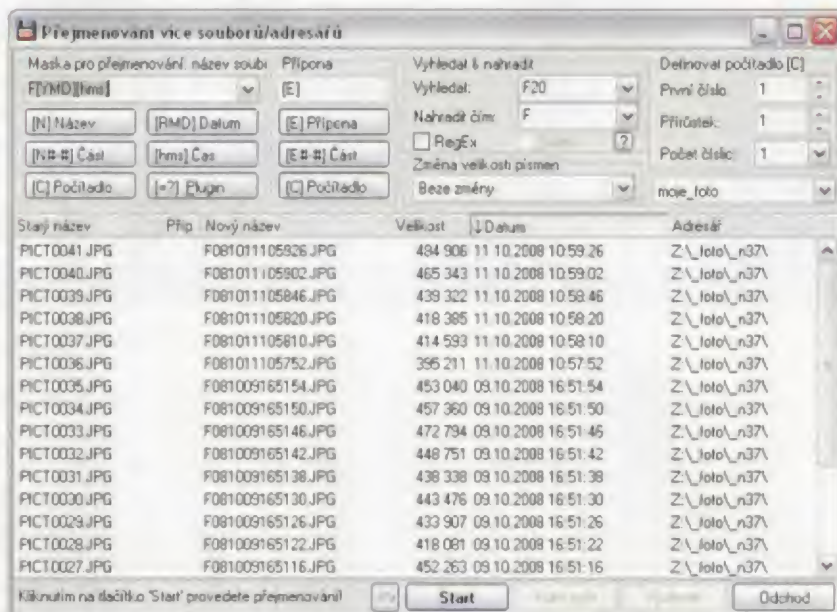 Přejmenování více souborů/adresářů
Maska pro přejmenování: název soubi
Přípona
Vyhledat & nahradit
Definovat počítadlo [C]
F[YMD][hms]
[E]
Vyhledat:
F20
První číslo:
1
[N] Název
[RMD] Datum
[E] Přípona
Nahradit čím:
F
Přírůstek:
1
[N#-#] Část
[hms] Čas
[E#-#] Část
RegEx
?
Počet číslic:
1
Změna velikosti písmen
[C] Počítadlo
[=?] Plugin
[C] Počítadlo
Beze změny
moje_foto
Starý název Příp Nový název Velikost ↓Datum Adresář
PICT0041.JPG F081011105926.JPG 484 906 11.10.2008 10:59:26 Z:\_foto\_n37\
PICT0040.JPG F081011105902.JPG 465 343 11.10.2008 10:59:02 Z:\_foto\_n37\
PICT0039.JPG F081011105846.JPG 439 322 11.10.2008 10:58:46 Z:\_foto\_n37\
PICT0038.JPG F081011105820.JPG 418 385 11.10.2008 10:58:20 Z:\_foto\_n37\
PICT0037.JPG F081011105810.JPG 414 593 11.10.2008 10:58:10 Z:\_foto\_n37\
PICT0036.JPG F081011105752.JPG 395 211 11.10.2008 10:57:52 Z:\_foto\_n37\
PICT0035.JPG F081009165154.JPG 453 040 09.10.2008 16:51:54 Z:\_foto\_n37\
PICT0034.JPG F081009165150.JPG 457 360 09.10.2008 16:51:50 Z:\_foto\_n37\
PICT0033.JPG F081009165146.JPG 472 794 09.10.2008 16:51:46 Z:\_foto\_n37\
PICT0032.JPG F081009165142.JPG 448 751 09.10.2008 16:51:42 Z:\_foto\_n37\
PICT0031.JPG F081009165138.JPG 438 338 09.10.2008 16:51:38 Z:\_foto\_n37\
PICT0030.JPG F081009165130.JPG 443 476 09.10.2008 16:51:30 Z:\_foto\_n37\
PICT0029.JPG F081009165126.JPG 433 907 09.10.2008 16:51:26 Z:\_foto\_n37\
PICT0028.JPG F081009165122.JPG 418 081 09.10.2008 16:51:22 Z:\_foto\_n37\
PICT0027.JPG F081009165116.JPG 452 263 09.10.2008 16:51:16 Z:\_foto\_n37\
Kliknutím na tlačítko 'Start' provedete přejmenování!
Start
Odchod